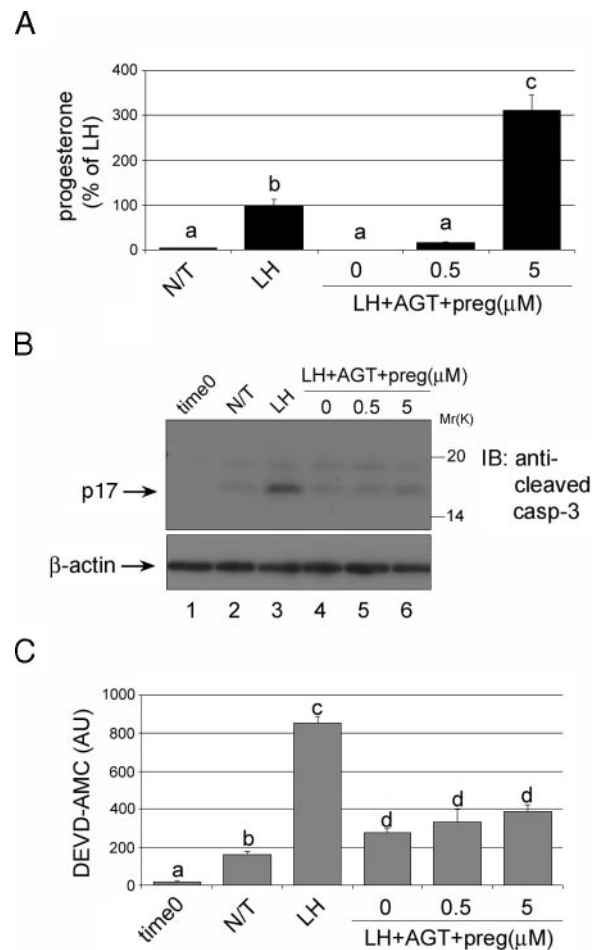 A
progesterone
(% of LH)
400
300
200
100
0
a
b
a
a
c
N/T
LH
0
0.5
5
LH+AGT+preg(μM)
B
LH+AGT+preg(μM)
time0
N/T
LH
0
0.5
5
Mr(K)
20
14
p17
IB: anti-
cleaved
casp-3
β-actin
1 2 3 4 5 6
C
DEVD-AMC (AU)
1000
800
600
400
200
0
a
b
c
d
d
d
time0
N/T
LH
0
0.5
5
LH+AGT+preg(μM)